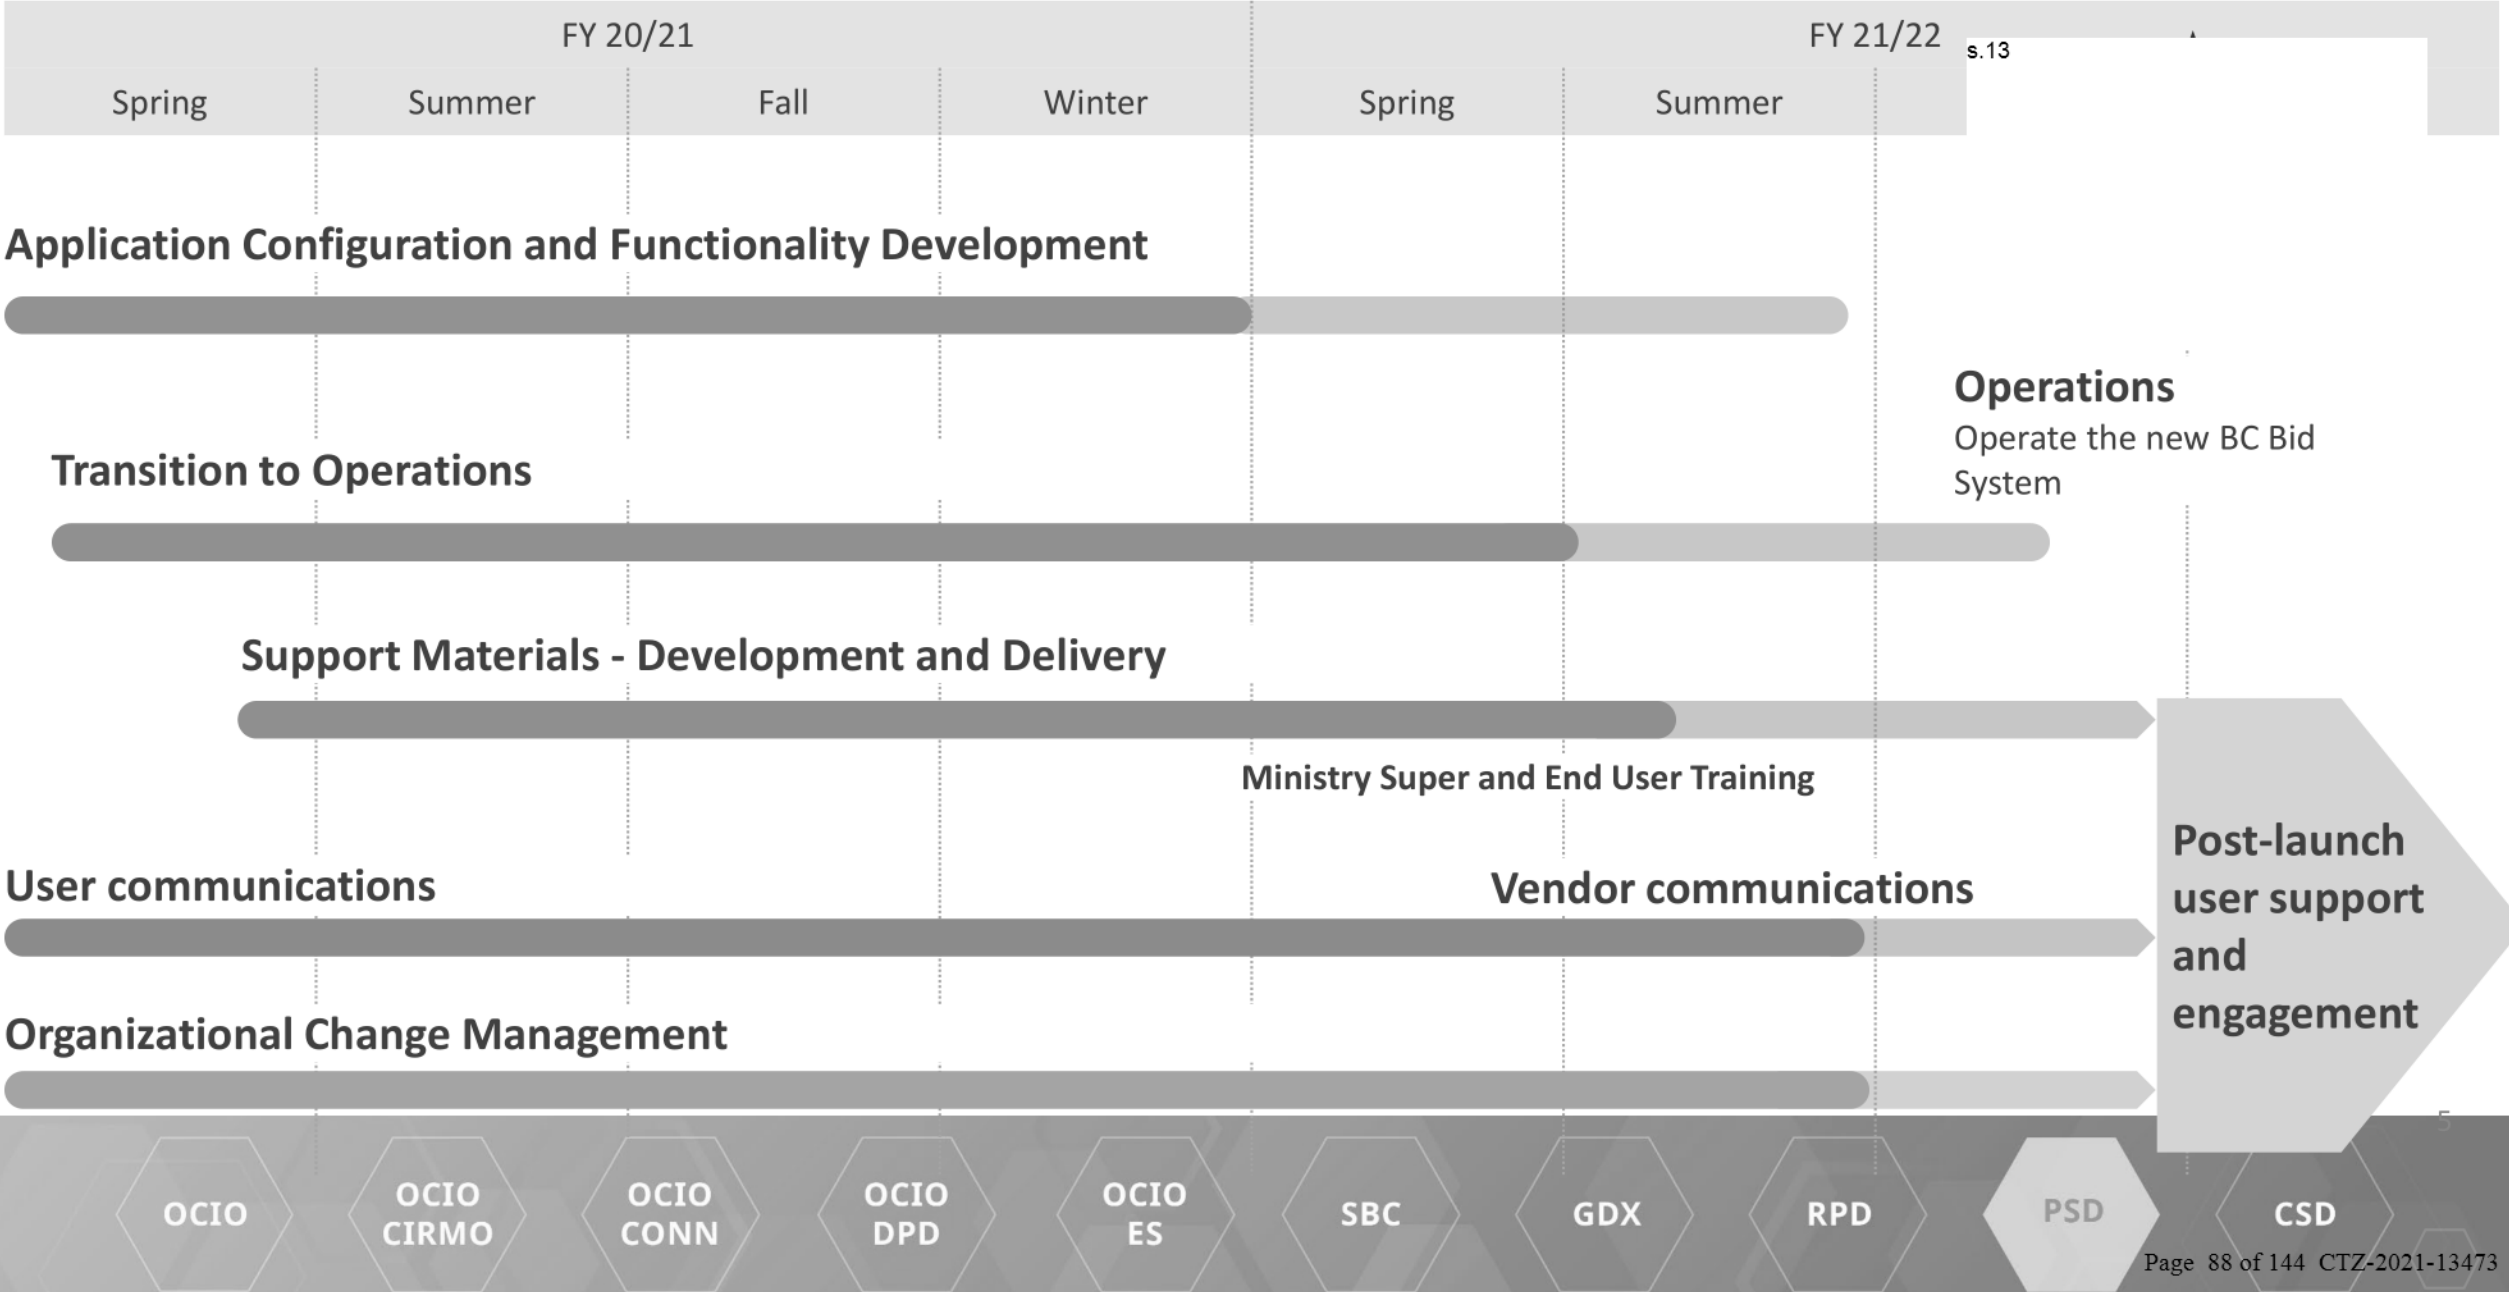 FY 20/21
FY 21/22
s.13
Spring
Summer
Fall
Winter
Spring
Summer
Application Configuration and Functionality Development
Operations
Operate the new BC Bid
System
Transition to Operations
Support Materials - Development and Delivery
Ministry Super and End User Training
User communications
Vendor communications
Post-launch
user support
and
engagement
Organizational Change Management
5
OCIO
OCIO
CIRMO
OCIO
CONN
OCIO
DPD
OCIO
ES
SBC
GDX
RPD
PSD
CSD
Page 88 of 144 CTZ-2021-13473